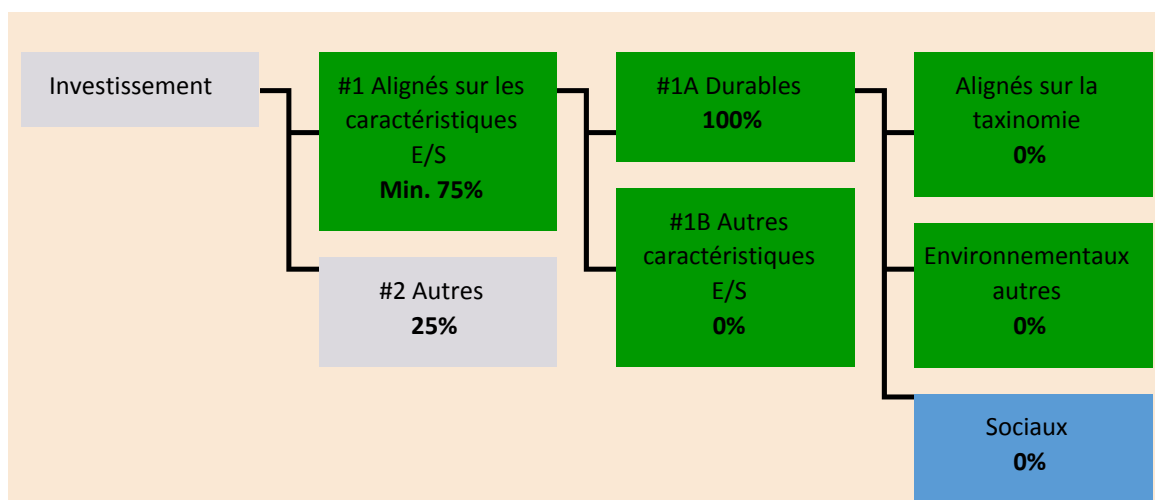 Investissement
#1 Alignés sur les
caractéristiques
E/S
Min. 75%
#2 Autres
25%
#1A Durables
100%
#1B Autres
caractéristiques
E/S
0%
Alignés sur la
taxinomie
0%
Environnementaux
autres
0%
Sociaux
0%